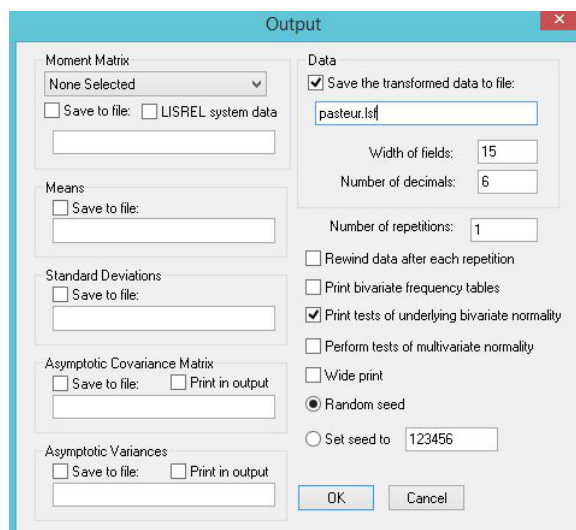 Output
Moment Matrix
None Selected
Save to file:
LISREL system data
Means
Save to file:
Standard Deviations
Save to file:
Asymptotic Covariance Matrix
Save to file:
Print in output
Asymptotic Variances
Save to file:
Print in output
Data
Save the transformed data to file:
pasteur.lsf
Width of fields: 15
Number of decimals: 6
Number of repetitions: 1
Rewind data after each repetition
Print bivariate frequency tables
Print tests of underlying bivariate normality
Perform tests of multivariate normality
Wide print
Random seed
Set seed to 123456
OK
Cancel